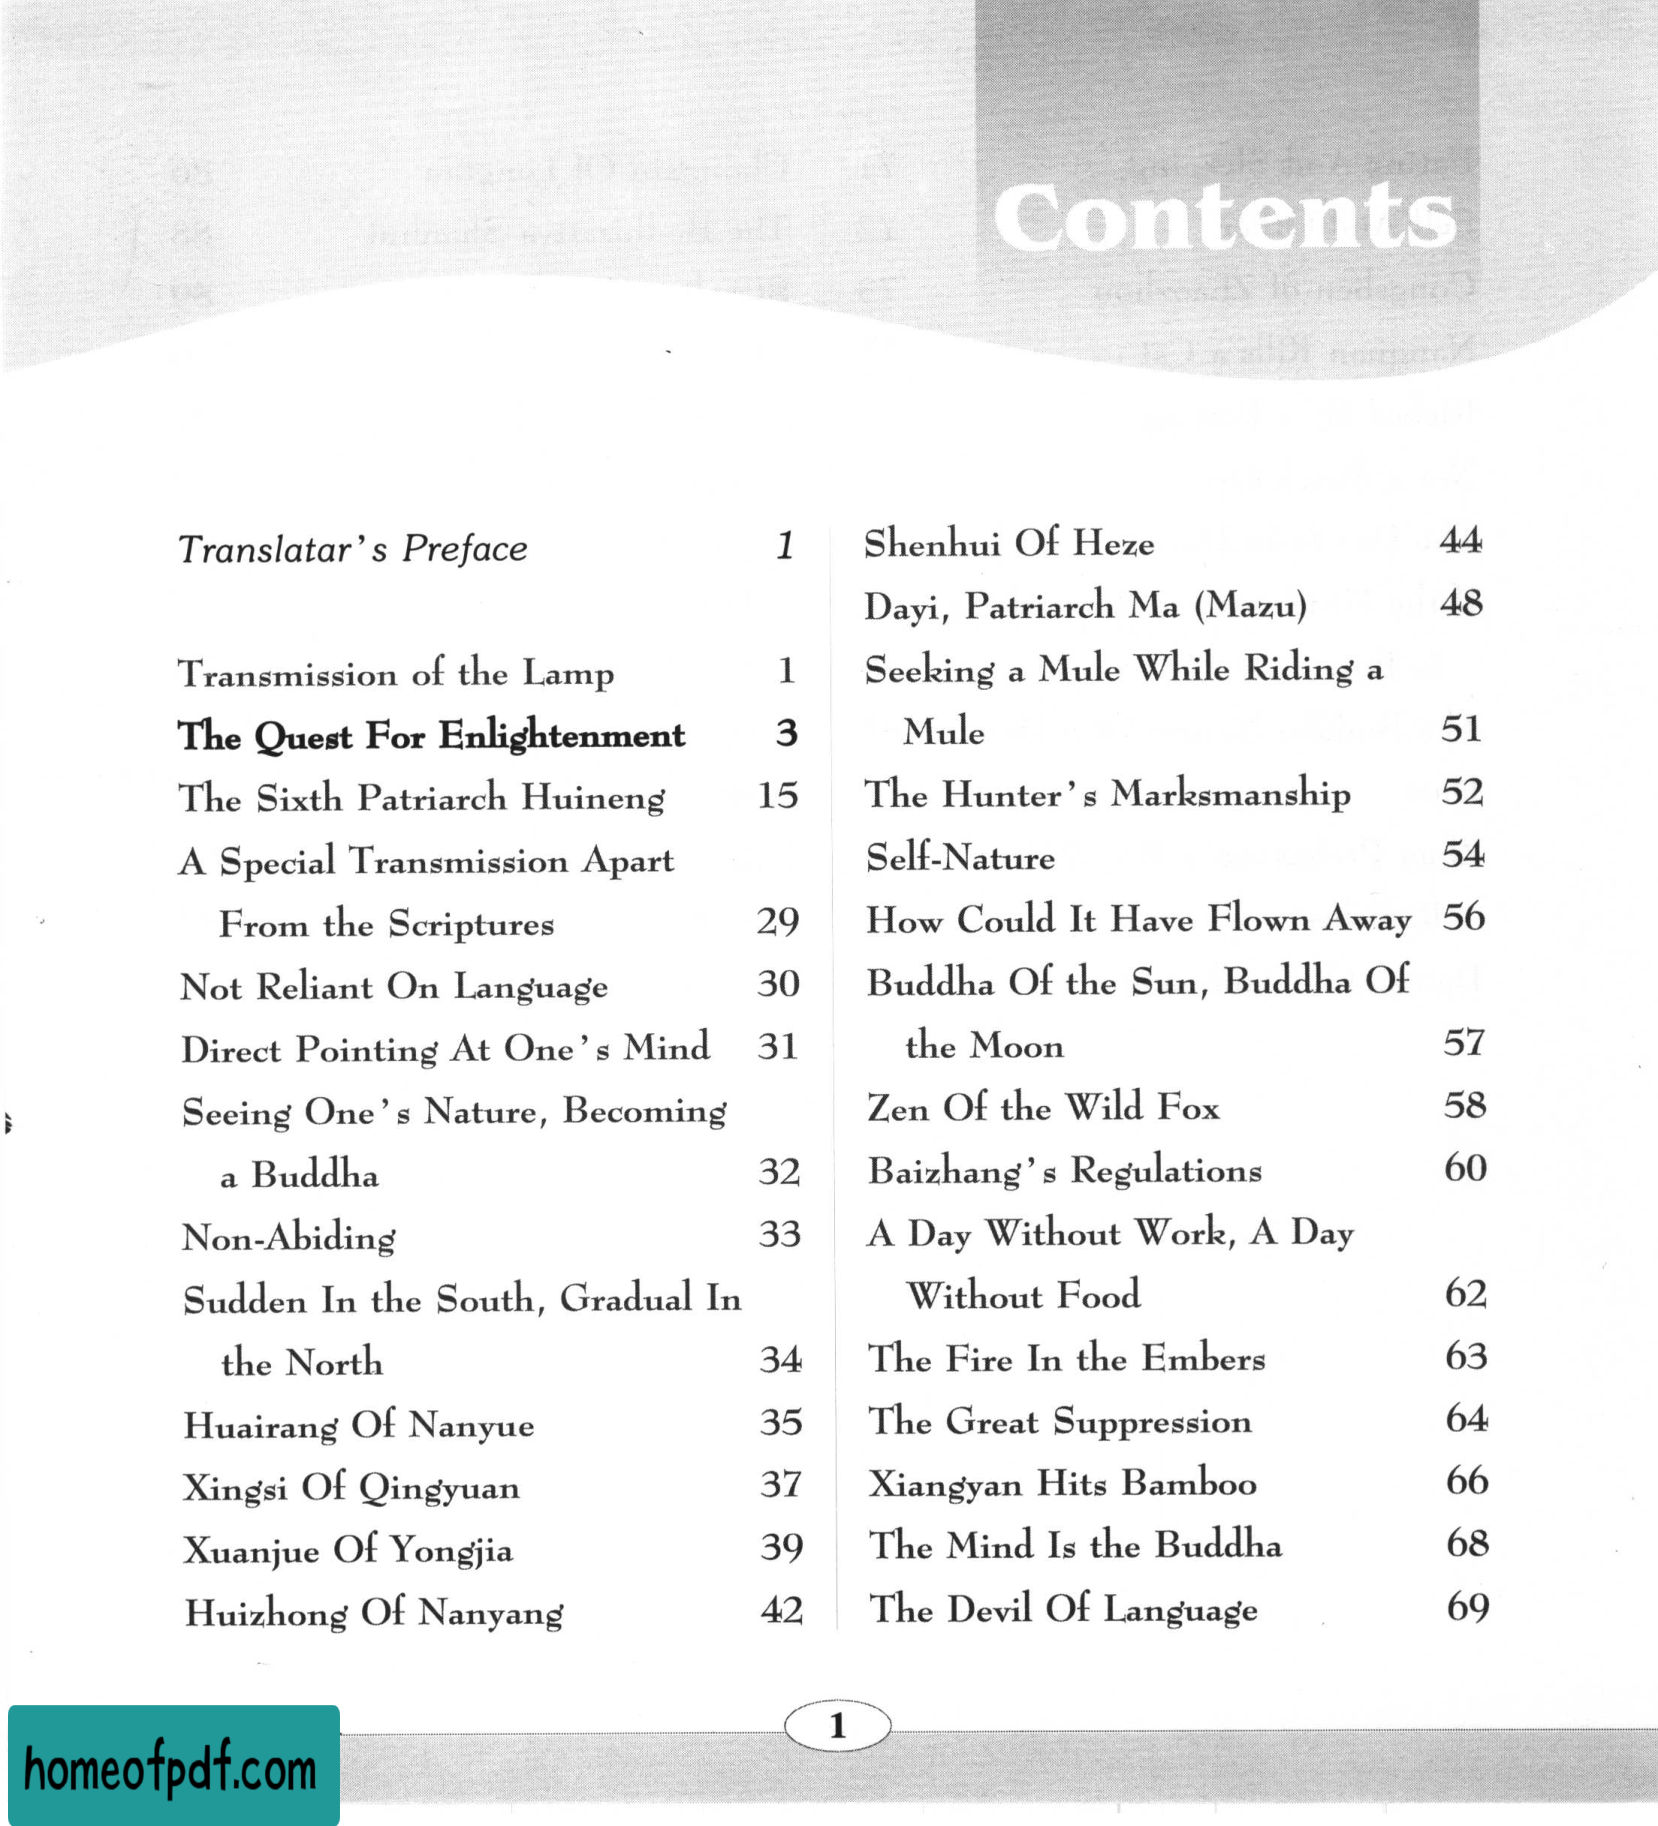 Contents
Translatar's Preface 1
Transmission of the Lamp 1
The Quest For Enlightenment 3
The Sixth Patriarch Huineng 15
A Special Transmission Apart
From the Scriptures 29
Not Reliant On Language 30
Direct Pointing At One's Mind 31
Seeing One's Nature, Becoming
a Buddha 32
Non-Abiding 33
Sudden In the South, Gradual In
the North 34
Huairang Of Nanyue 35
Xingsi Of Qingyuan 37
Xuanjue Of Yongjia 39
Huizhong Of Nanyang 42
Shenhui Of Heze 44
Dayi, Patriarch Ma (Mazu) 48
Seeking a Mule While Riding a
Mule 51
The Hunter's Marksmanship 52
Self-Nature 54
How Could It Have Flown Away 56
Buddha Of the Sun, Buddha Of
the Moon 57
Zen Of the Wild Fox 58
Baizhang's Regulations 60
A Day Without Work, A Day
Without Food 62
The Fire In the Embers 63
The Great Suppression 64
Xiangyan Hits Bamboo 66
The Mind Is the Buddha 68
The Devil Of Language 69
1
homeofpdf.com